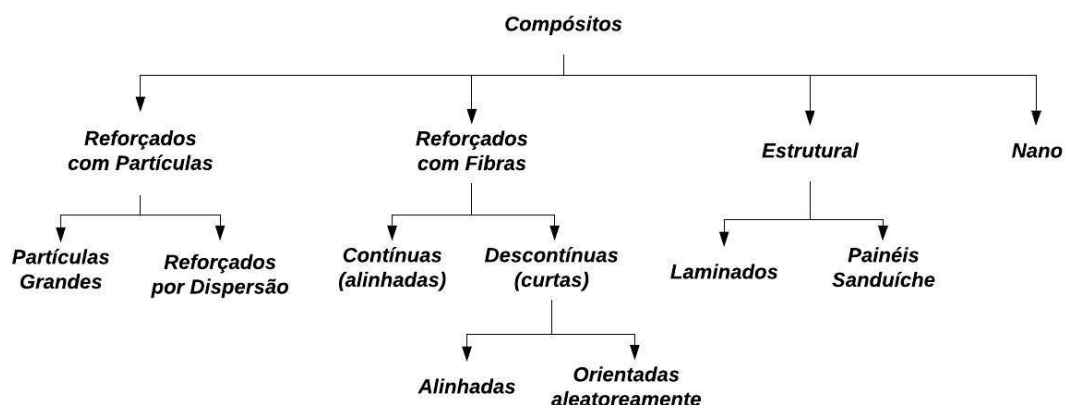 Compósitos
Reforçados
com Partículas
Reforçados
com Fibras
Estrutural
Nano
Partículas
Grandes
Reforçados
por Dispersão
Contínuas
(alinhadas)
Descontínuas
(curtas)
Laminados
Painéis
Sanduíche
Alinhadas
Orientadas
aleatoreamente